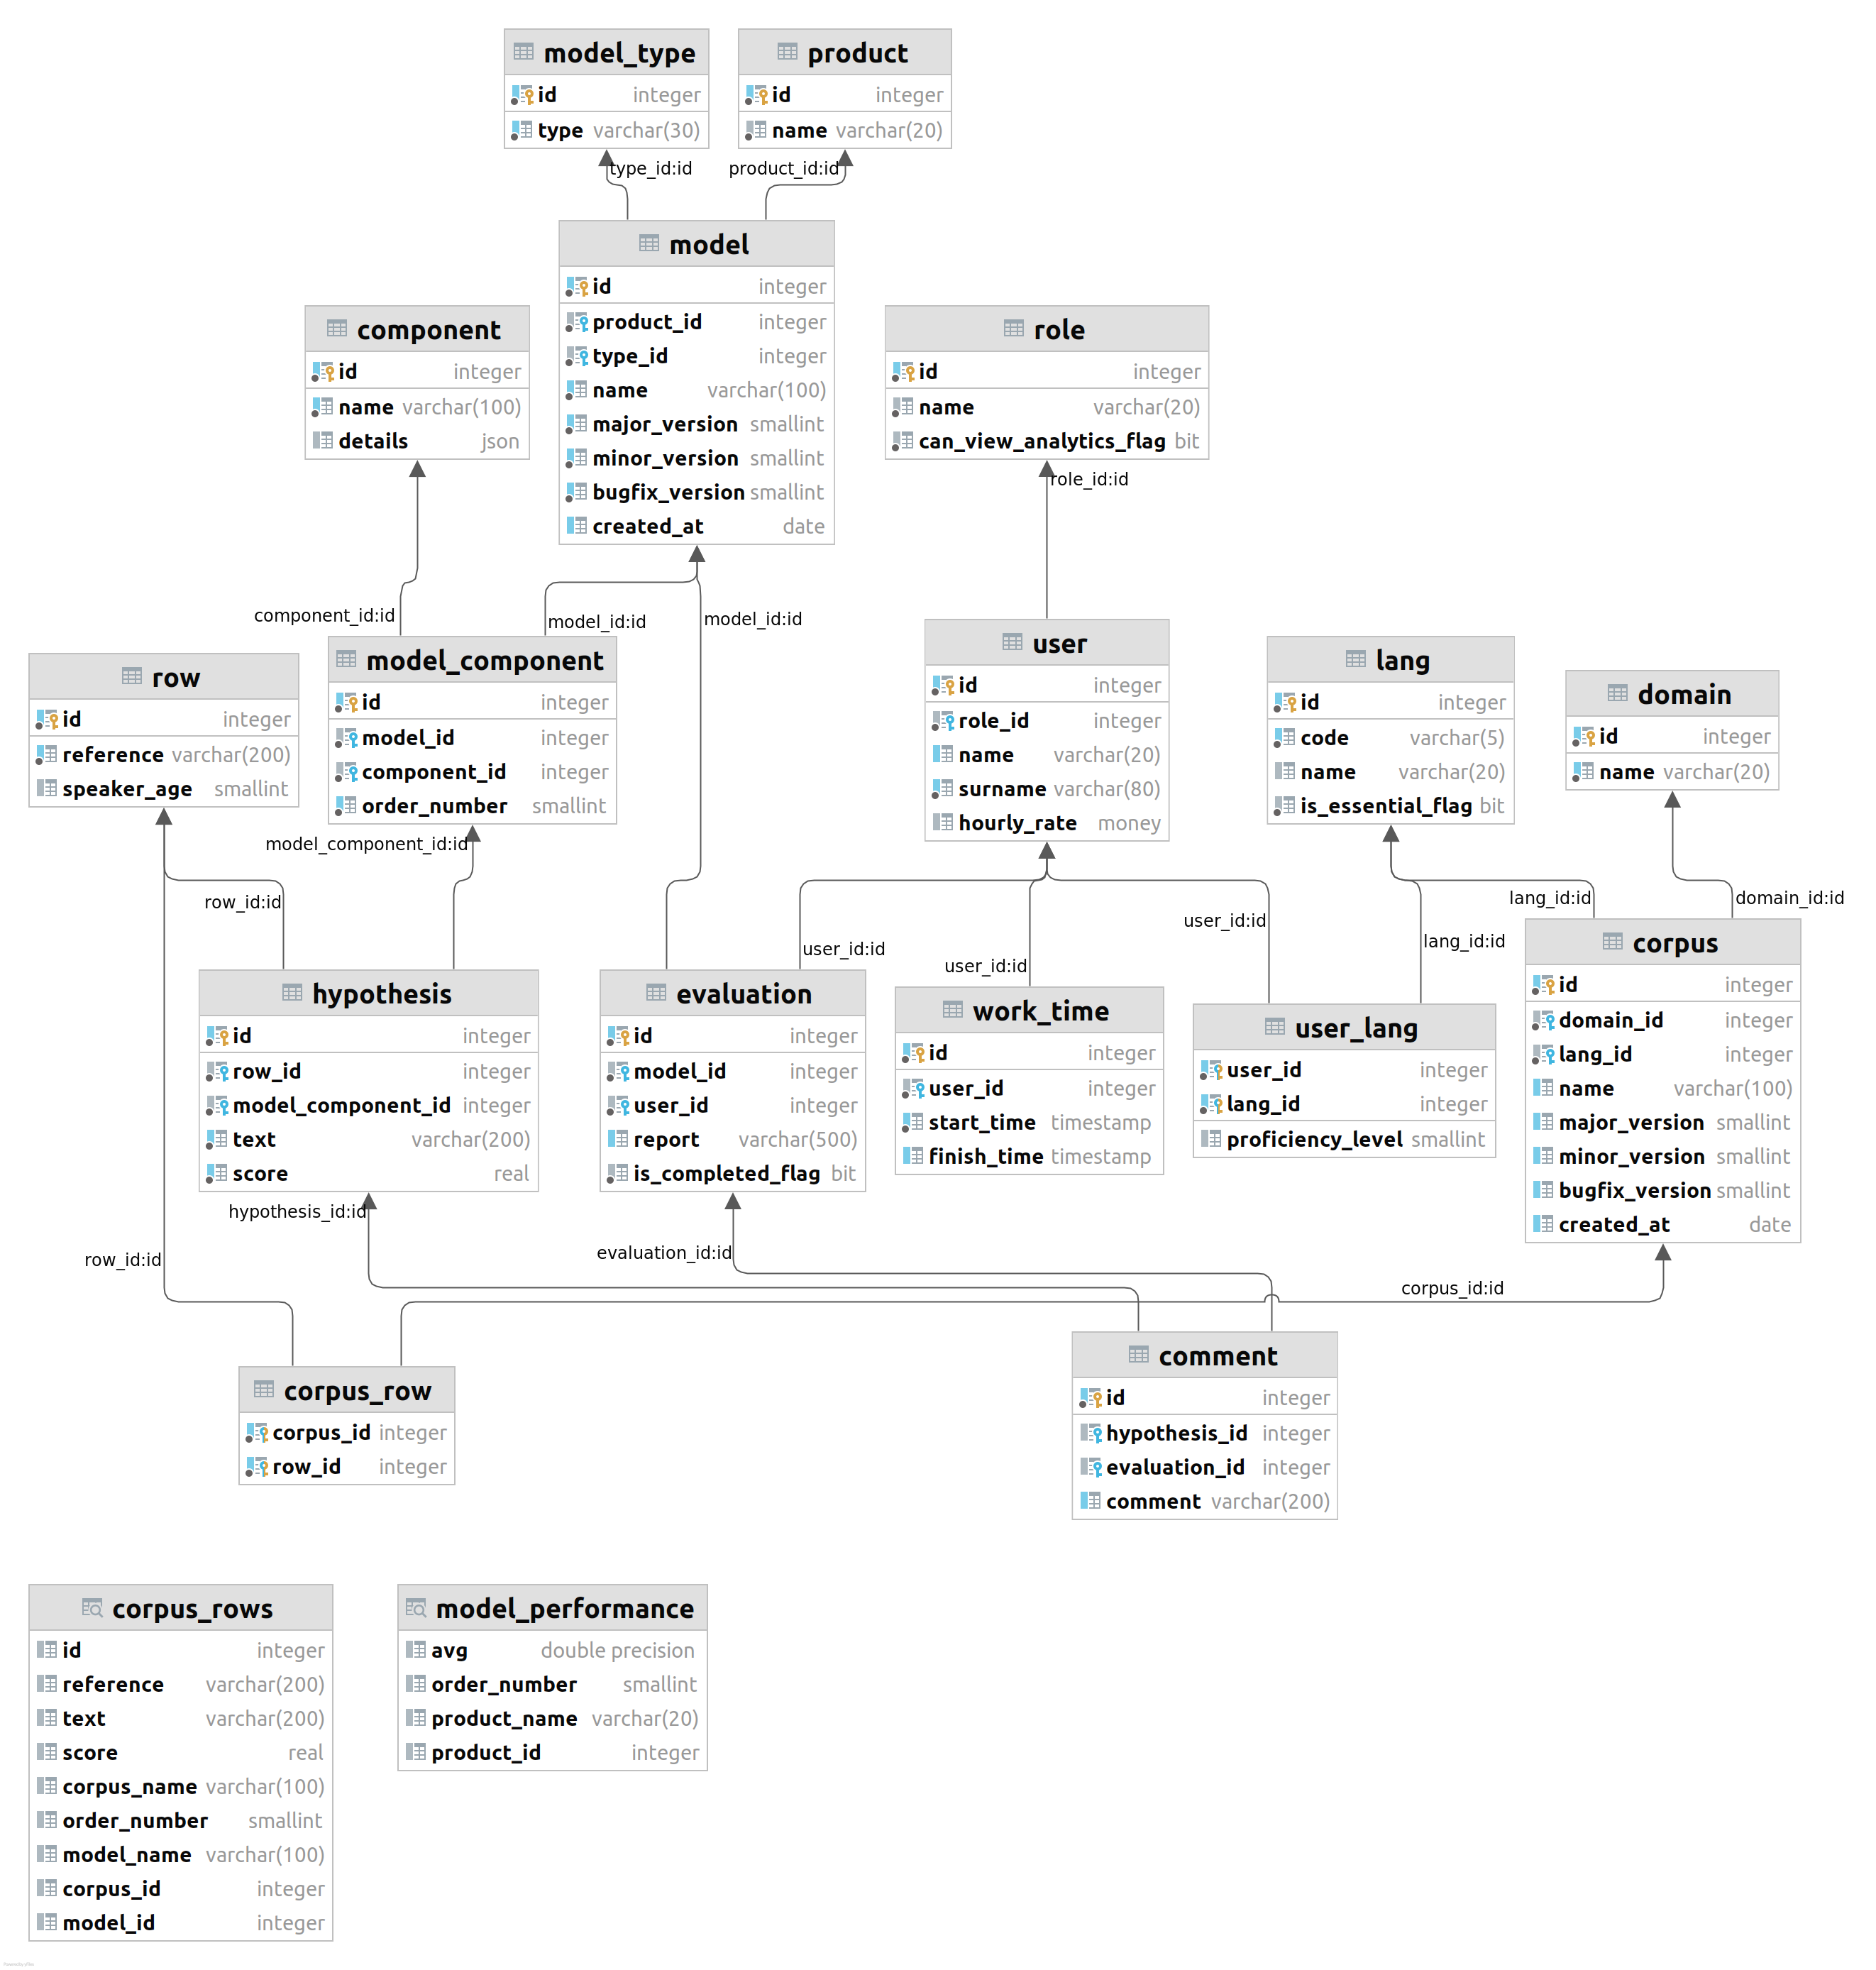 model_type
id integer
type varchar(30)
product
id integer
name varchar(20)
type_id:id
product_id:id
model
id integer
product_id integer
type_id integer
name varchar(100)
major_version smallint
minor_version smallint
bugfix_version smallint
created_at date
component
id integer
name varchar(100)
details json
role
id integer
name varchar(20)
can_view_analytics_flag bit
role_id:id
component_id:id
model_id:id
model_id:id
row
id integer
reference varchar(200)
speaker_age smallint
model_component
id integer
model_id integer
component_id integer
order_number smallint
user
id integer
role_id integer
name varchar(20)
surname varchar(80)
hourly_rate money
lang
id integer
code varchar(5)
name varchar(20)
is_essential_flag bit
domain
id integer
name varchar(20)
model_component_id:id
row_id:id
user_id:id
user_id:id
user_id:id
lang_id:id
lang_id:id
domain_id:id
hypothesis
id integer
row_id integer
model_component_id integer
text varchar(200)
score real
evaluation
id integer
model_id integer
user_id integer
report varchar(500)
is_completed_flag bit
work_time
id integer
user_id integer
start_time timestamp
finish_time timestamp
user_lang
user_id integer
lang_id integer
proficiency_level smallint
corpus
id integer
domain_id integer
lang_id integer
name varchar(100)
major_version smallint
minor_version smallint
bugfix_version smallint
created_at date
hypothesis_id:id
evaluation_id:id
row_id:id
corpus_id:id
corpus_row
corpus_id integer
row_id integer
comment
id integer
hypothesis_id integer
evaluation_id integer
comment varchar(200)
corpus_rows
id integer
reference varchar(200)
text varchar(200)
score real
corpus_name varchar(100)
order_number smallint
model_name varchar(100)
corpus_id integer
model_id integer
model_performance
avg double precision
order_number smallint
product_name varchar(20)
product_id integer